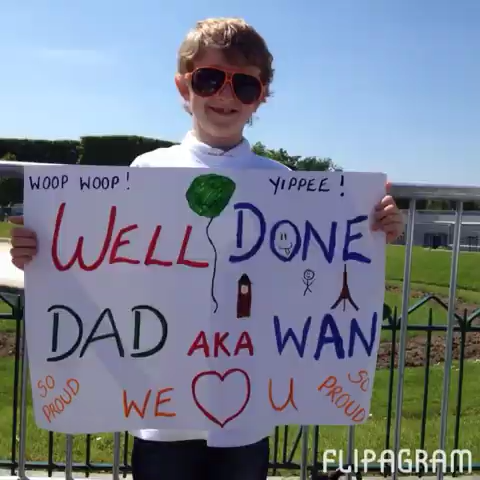 WOOP WOOP! YIPPEE!
WELL DONE
DAD AKA WAN
SO PROUD WE U SO PROUD
FLIPAGRAM